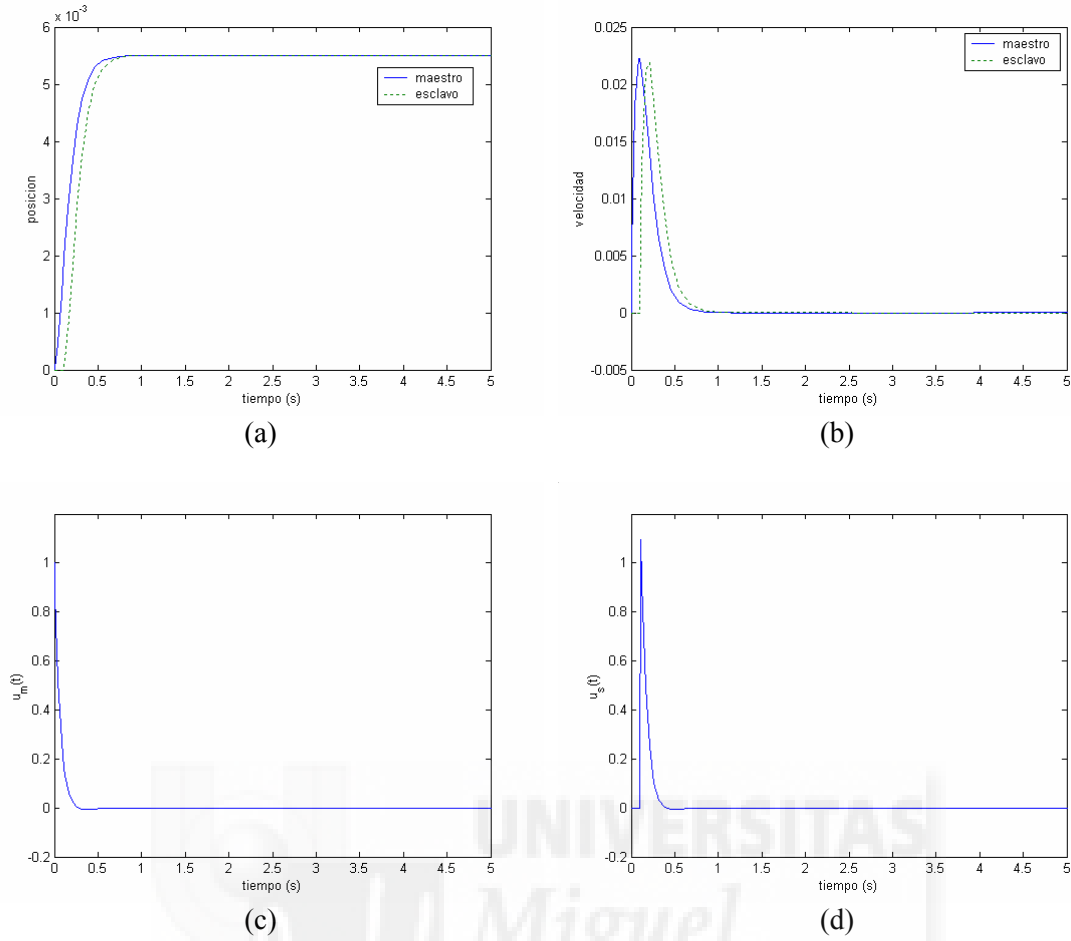 x 10^-3
6
5
4
3
2
1
0
posicion
0 0.5 1 1.5 2 2.5 3 3.5 4 4.5 5
tiempo (s)
maestro
esclavo
(a)
0.025
0.02
0.015
0.01
0.005
0
-0.005
velocidad
0 0.5 1 1.5 2 2.5 3 3.5 4 4.5 5
tiempo (s)
maestro
esclavo
(b)
1
0.8
0.6
0.4
0.2
0
-0.2
u_m(t)
0 0.5 1 1.5 2 2.5 3 3.5 4 4.5 5
tiempo (s)
(c)
1
0.8
0.6
0.4
0.2
0
-0.2
u_s(t)
0 0.5 1 1.5 2 2.5 3 3.5 4 4.5 5
tiempo (s)
(d)
UNIVERSITAS
Miguel